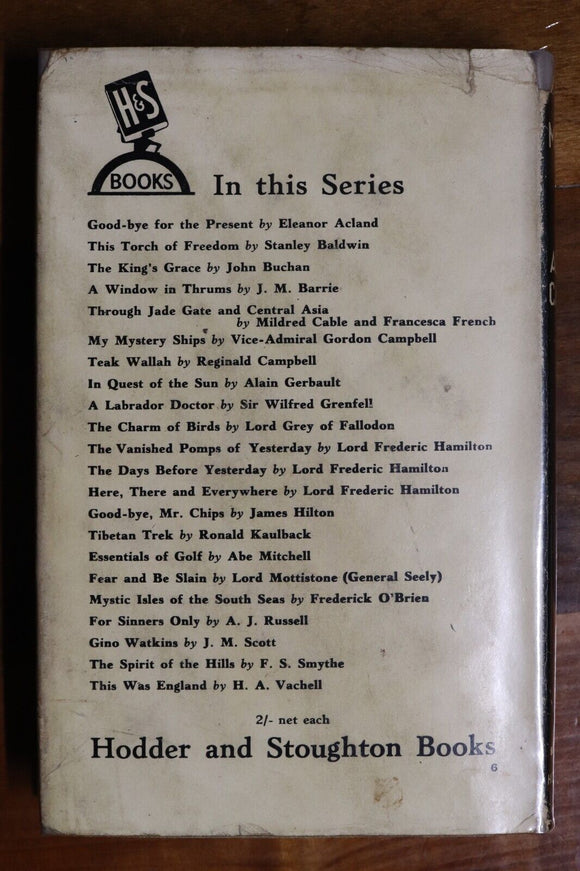 H&S
BOOKS
In this Series
Good-bye for the Present by Eleanor Acland
This Torch of Freedom by Stanley Baldwin
The King's Grace by John Buchan
A Window in Thrums by J. M. Barrie
Through Jade Gate and Central Asia
by Mildred Cable and Francesca French
My Mystery Ships by Vice-Admiral Gordon Campbell
Teak Wallah by Reginald Campbell
In Quest of the Sun by Alain Gerbault
A Labrador Doctor by Sir Wilfred Grenfell
The Charm of Birds by Lord Grey of Fallodon
The Vanished Pomps of Yesterday by Lord Frederic Hamilton
The Days Before Yesterday by Lord Frederic Hamilton
Here, There and Everywhere by Lord Frederic Hamilton
Good-bye, Mr. Chips by James Hilton
Tibetan Trek by Ronald Kaulback
Essentials of Golf by Abe Mitchell
Fear and Be Slain by Lord Mottistone (General Seely)
Mystic Isles of the South Seas by Frederick O'Brien
For Sinners Only by A. J. Russell
Gino Watkins by J. M. Scott
The Spirit of the Hills by F. S. Smythe
This Was England by H. A. Vachell
2/- net each
Hodder and Stoughton Books
6